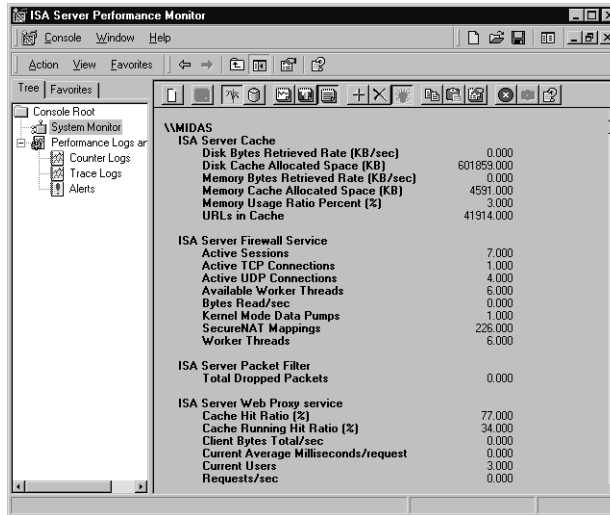 ISA Server Performance Monitor
Console Window Help
Action View Favorites
Tree Favorites
Console Root
System Monitor
Performance Logs ar
Counter Logs
Trace Logs
Alerts
\\MIDAS
ISA Server Cache
Disk Bytes Retrieved Rate (KB/sec) 0.000
Disk Cache Allocated Space (KB) 601859.000
Memory Bytes Retrieved Rate (KB/sec) 0.000
Memory Cache Allocated Space (KB) 4591.000
Memory Usage Ratio Percent (%) 3.000
URLs in Cache 41914.000
ISA Server Firewall Service
Active Sessions 7.000
Active TCP Connections 1.000
Active UDP Connections 4.000
Available Worker Threads 6.000
Bytes Read/sec 0.000
Kernel Mode Data Pumps 1.000
SecureNAT Mappings 226.000
Worker Threads 6.000
ISA Server Packet Filter
Total Dropped Packets 0.000
ISA Server Web Proxy service
Cache Hit Ratio (%) 77.000
Cache Running Hit Ratio (%) 34.000
Client Bytes Total/sec 0.000
Current Average Milliseconds/request 0.000
Current Users 3.000
Requests/sec 0.000